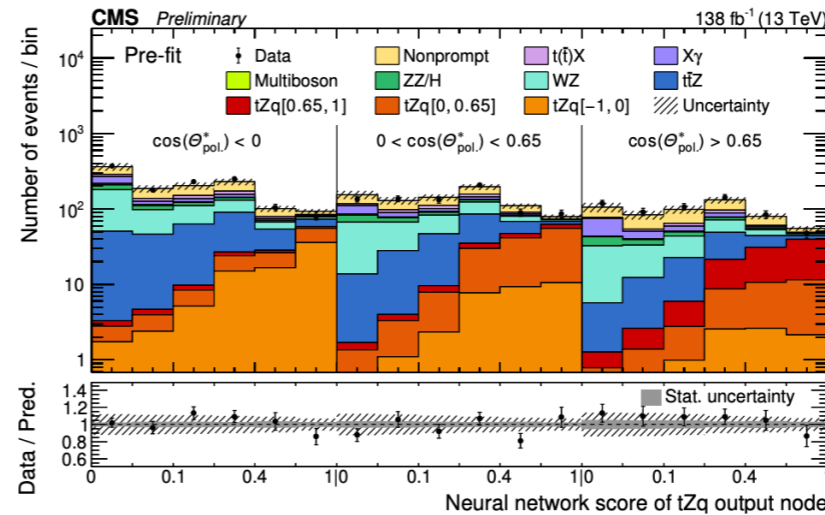 CMS Preliminary 138 fb⁻¹ (13 TeV)
Number of events / bin
10⁴
10³
10²
10
1
Pre-fit Data Nonprompt t(t̄)X Xγ
Multiboson ZZ/H WZ tt̄Z
tZq[0.65, 1] tZq[0, 0.65] tZq[-1, 0] Uncertainty
cos(Θ*pol.) < 0 0 < cos(Θ*pol.) < 0.65 cos(Θ*pol.) > 0.65
Data / Pred.
1.4
1.2
1.0
0.8
0.6
Stat. uncertainty
0 0.1 0.4 1|0 0.1 0.4 1|0 0.1 0.4
Neural network score of tZq output node